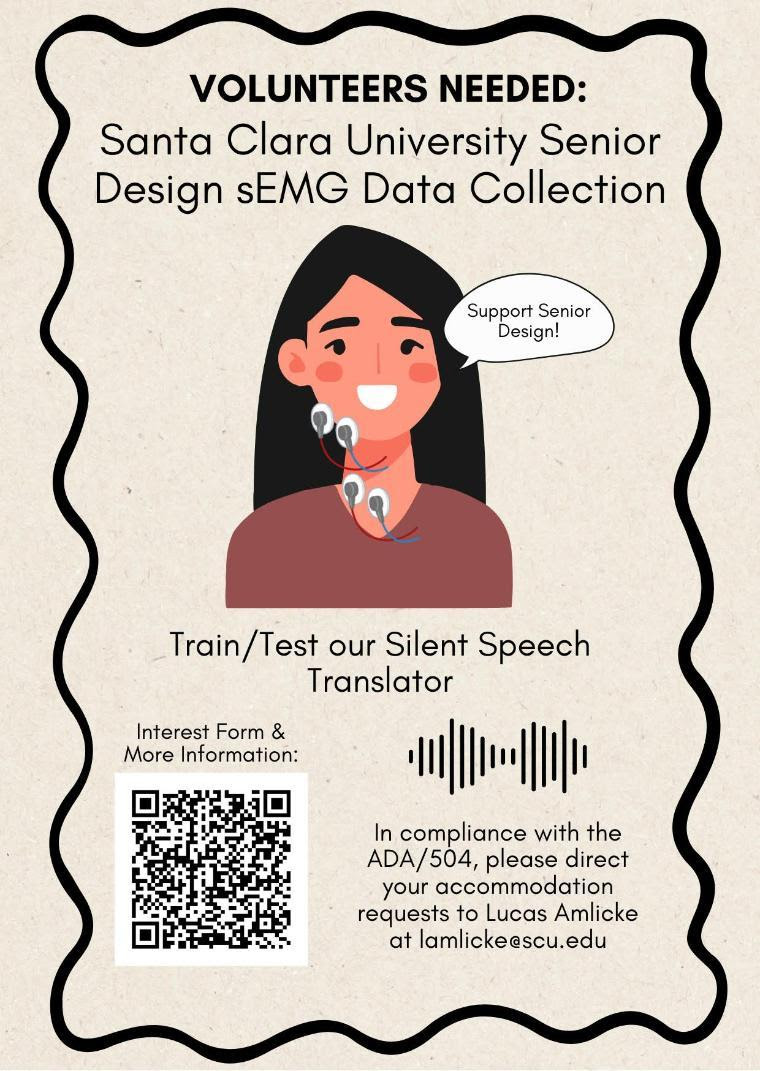 VOLUNTEERS NEEDED:
Santa Clara University Senior
Design sEMG Data Collection
Support Senior
Design!
Train/Test our Silent Speech
Translator
Interest Form &
More Information:
In compliance with the
ADA/504, please direct
your accommodation
requests to Lucas Amlicke
at lamlicke@scu.edu